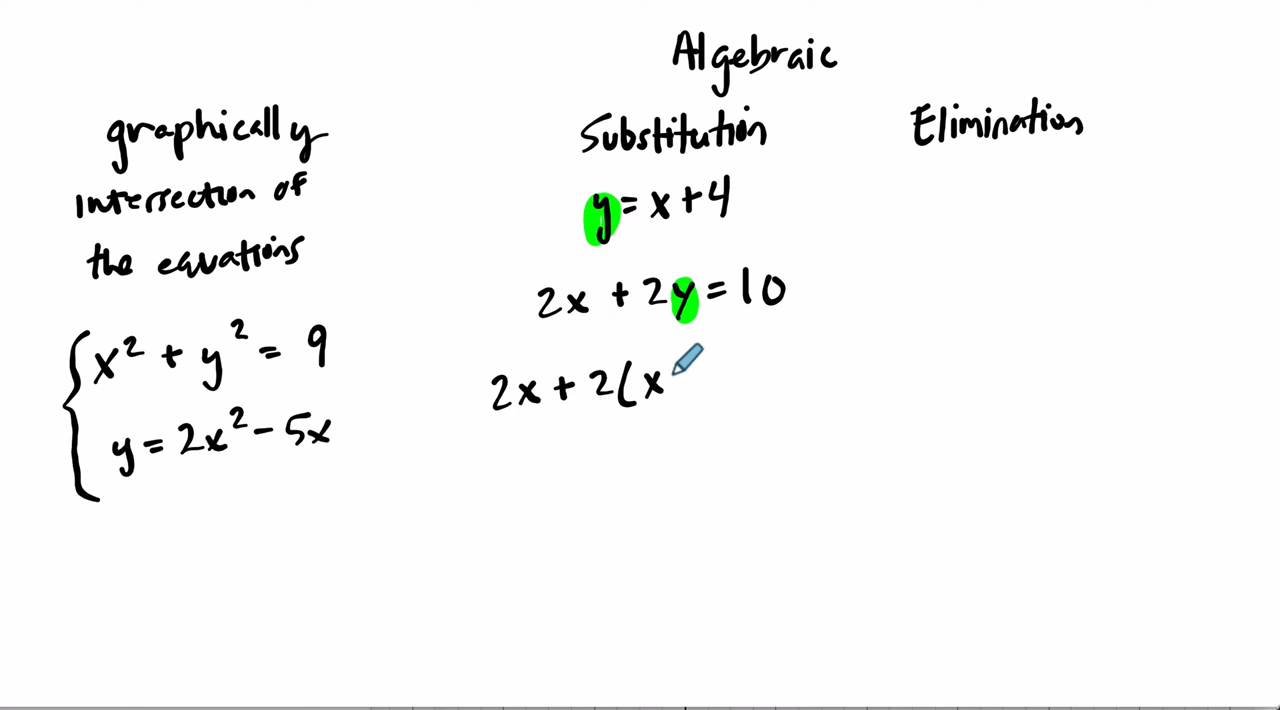 Algebraic
graphically
intersection of
the equations
x² + y² = 9
y = 2x² - 5x
Substitution
y = x + 4
2x + 2y = 10
2x + 2(x
Elimination